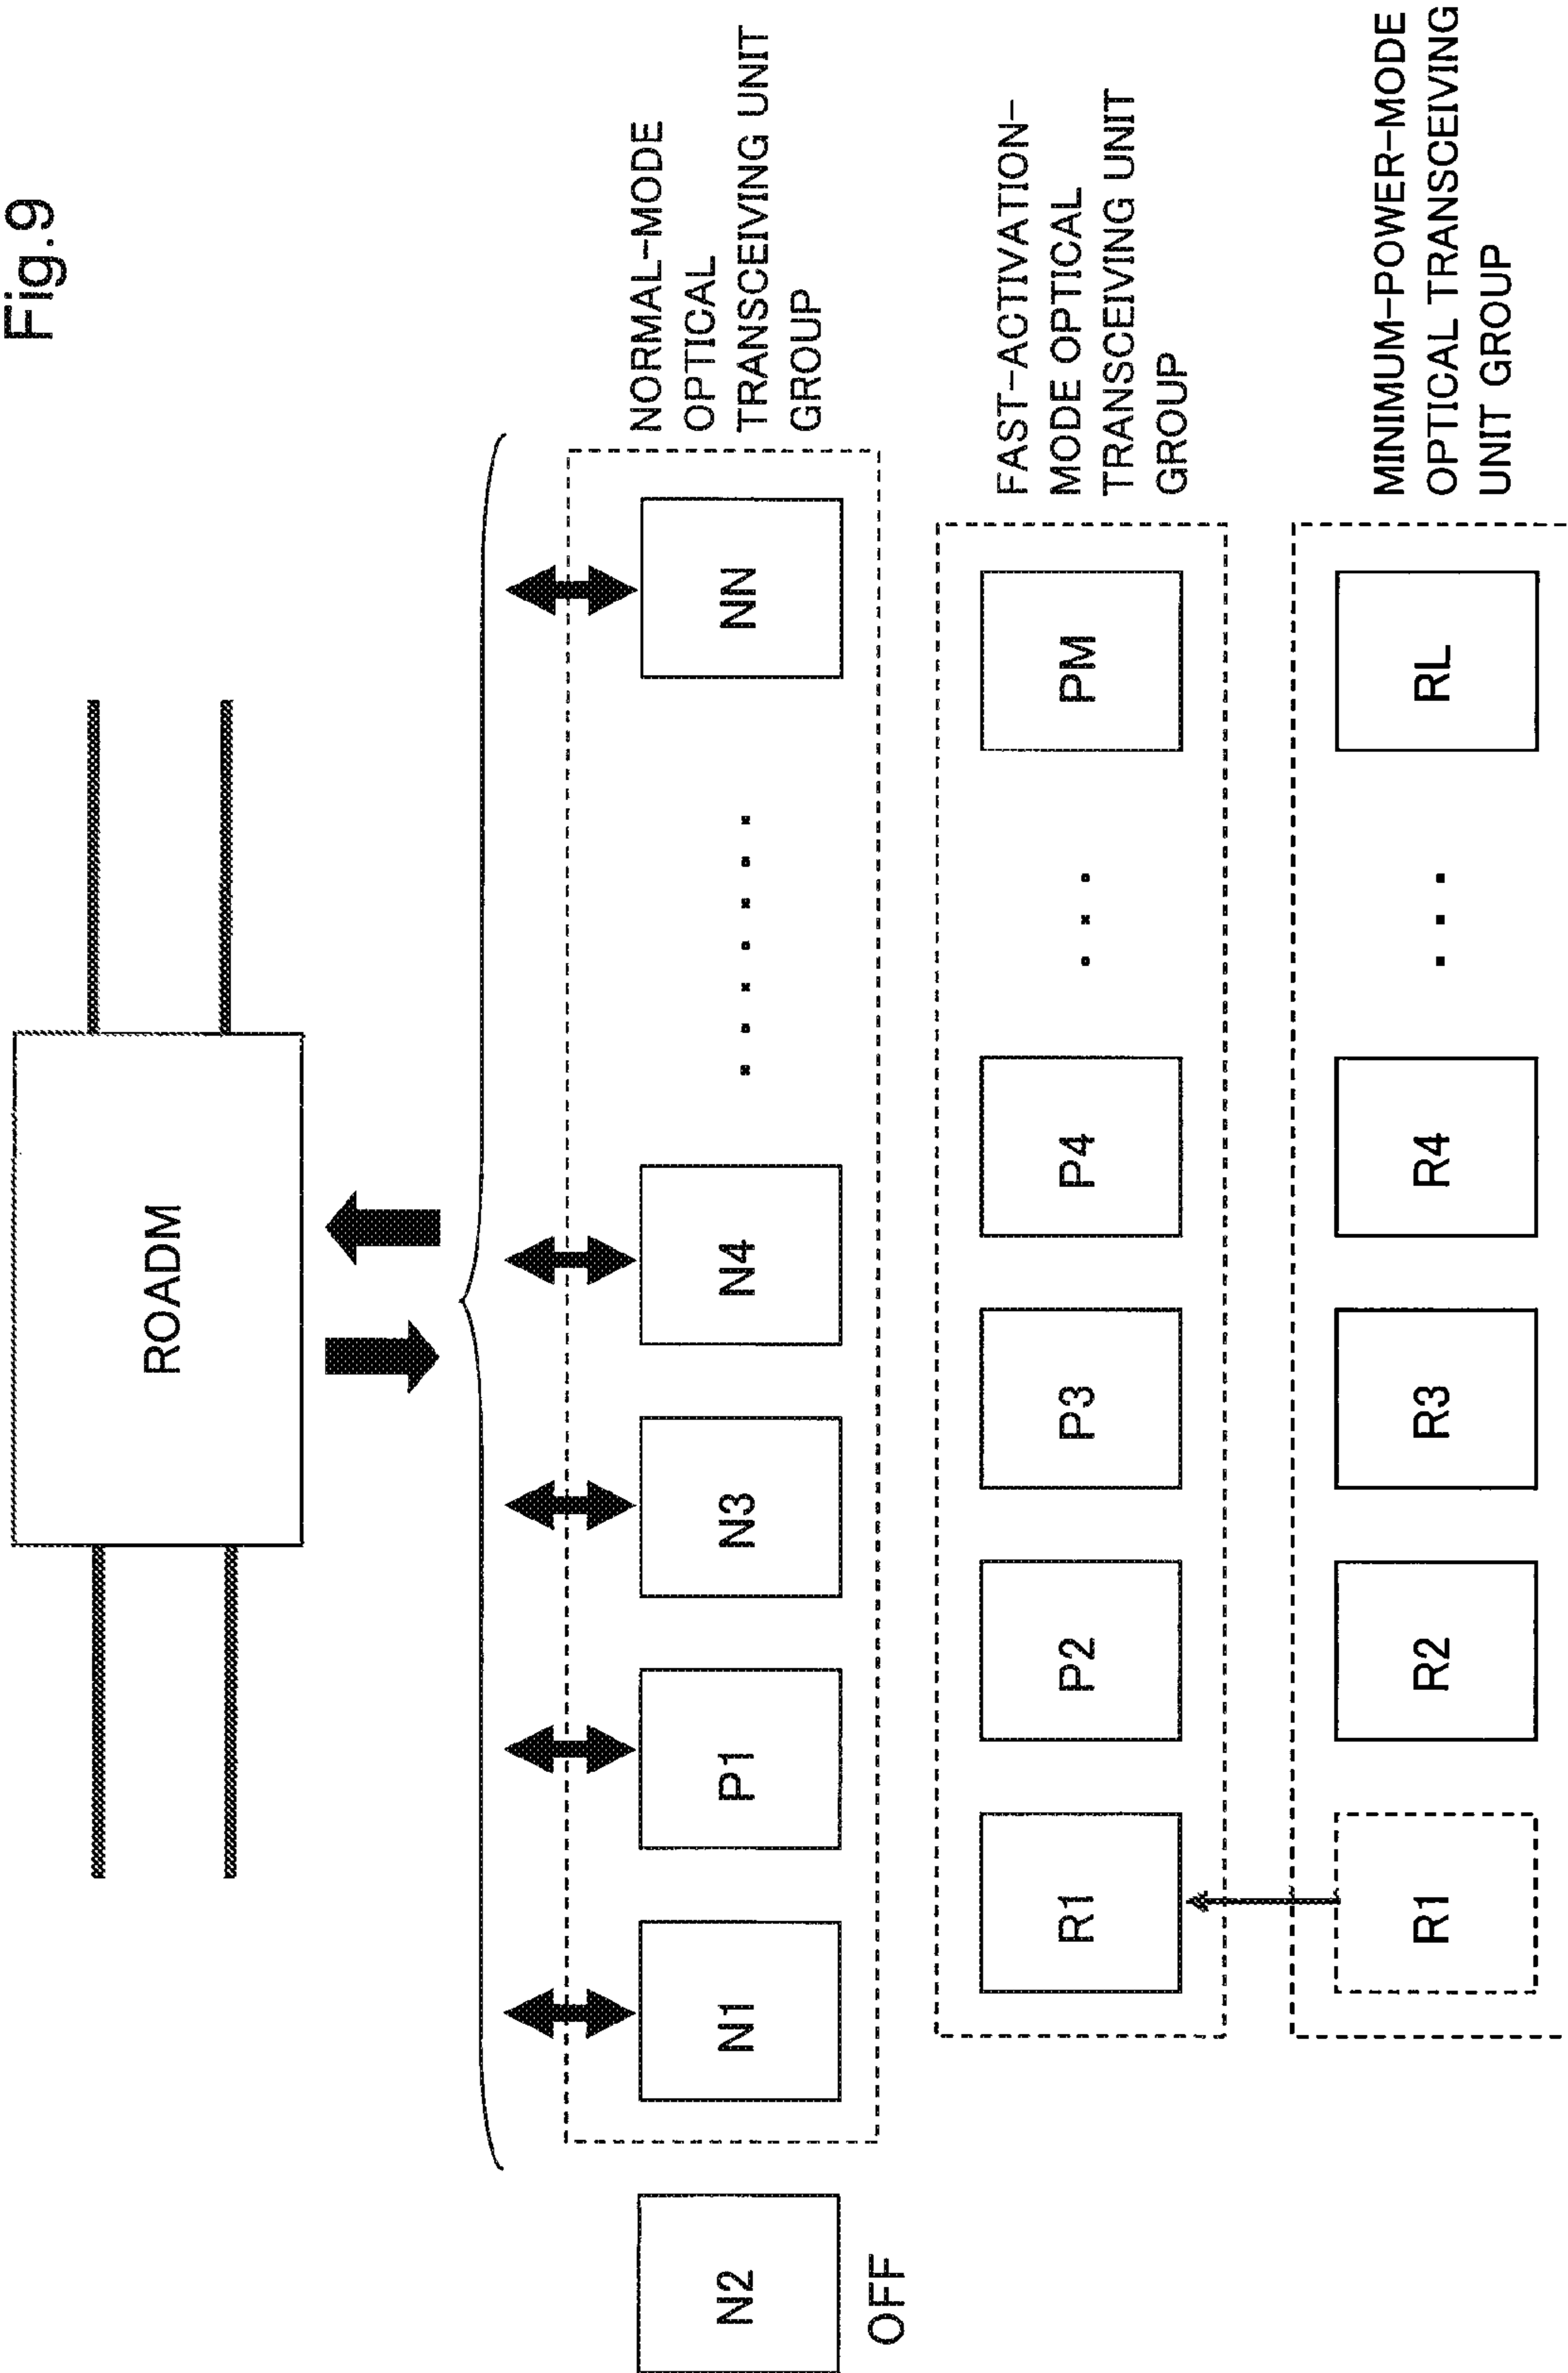 Fig.9
ROADM
N2
OFF
N1
P1
N3
N4
NN
NORMAL-MODE
OPTICAL
TRANSCEIVING UNIT
GROUP
R1
P2
P3
P4
PM
FAST-ACTIVATION-
MODE OPTICAL
TRANSCEIVING UNIT
GROUP
R1
R2
R3
R4
RL
MINIMUM-POWER-MODE
OPTICAL TRANSCEIVING
UNIT GROUP